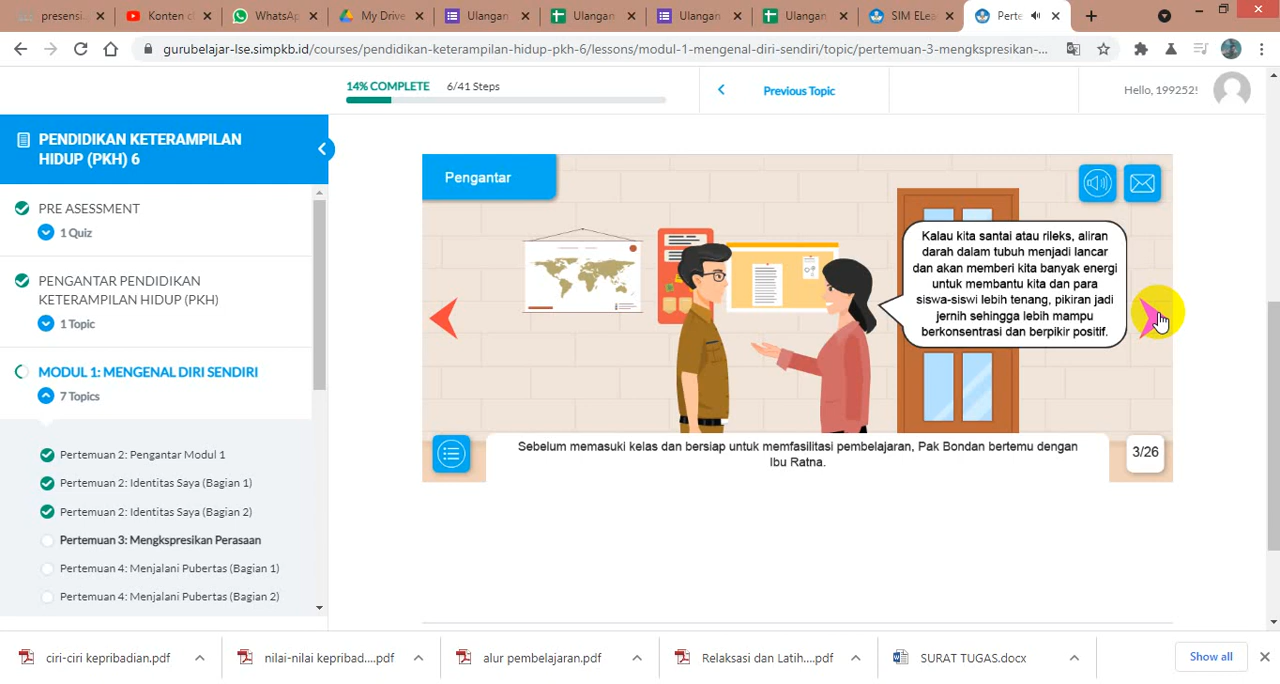 presensi
Konten c
WhatsAp
My Drive
Ulangan
Ulangan
Ulangan
Ulangan
SIM ELea
Perte
gurubelajar-lse.simpkb.id/courses/pendidikan-keterampilan-hidup-pkh-6/lessons/modul-1-mengenal-diri-sendiri/topic/pertemuan-3-mengkspresikan-...
14% COMPLETE 6/41 Steps
Previous Topic
Hello, 199252!
PENDIDIKAN KETERAMPILAN
HIDUP (PKH) 6
PRE ASESSMENT
1 Quiz
PENGANTAR PENDIDIKAN
KETERAMPILAN HIDUP (PKH)
1 Topic
MODUL 1: MENGENAL DIRI SENDIRI
7 Topics
Pertemuan 2: Pengantar Modul 1
Pertemuan 2: Identitas Saya (Bagian 1)
Pertemuan 2: Identitas Saya (Bagian 2)
Pertemuan 3: Mengkspresikan Perasaan
Pertemuan 4: Menjalani Pubertas (Bagian 1)
Pertemuan 4: Menjalani Pubertas (Bagian 2)
Pengantar
Kalau kita santai atau rileks, aliran
darah dalam tubuh menjadi lancar
dan akan memberi kita banyak energi
untuk membantu kita dan para
siswa-siswi lebih tenang, pikiran jadi
jernih sehingga lebih mampu
berkonsentrasi dan berpikir positif.
Sebelum memasuki kelas dan bersiap untuk memfasilitasi pembelajaran, Pak Bondan bertemu dengan
Ibu Ratna.
3/26
ciri-ciri kepribadian.pdf
nilai-nilai kepribad....pdf
alur pembelajaran.pdf
Relaksasi dan Latih....pdf
SURAT TUGAS.docx
Show all